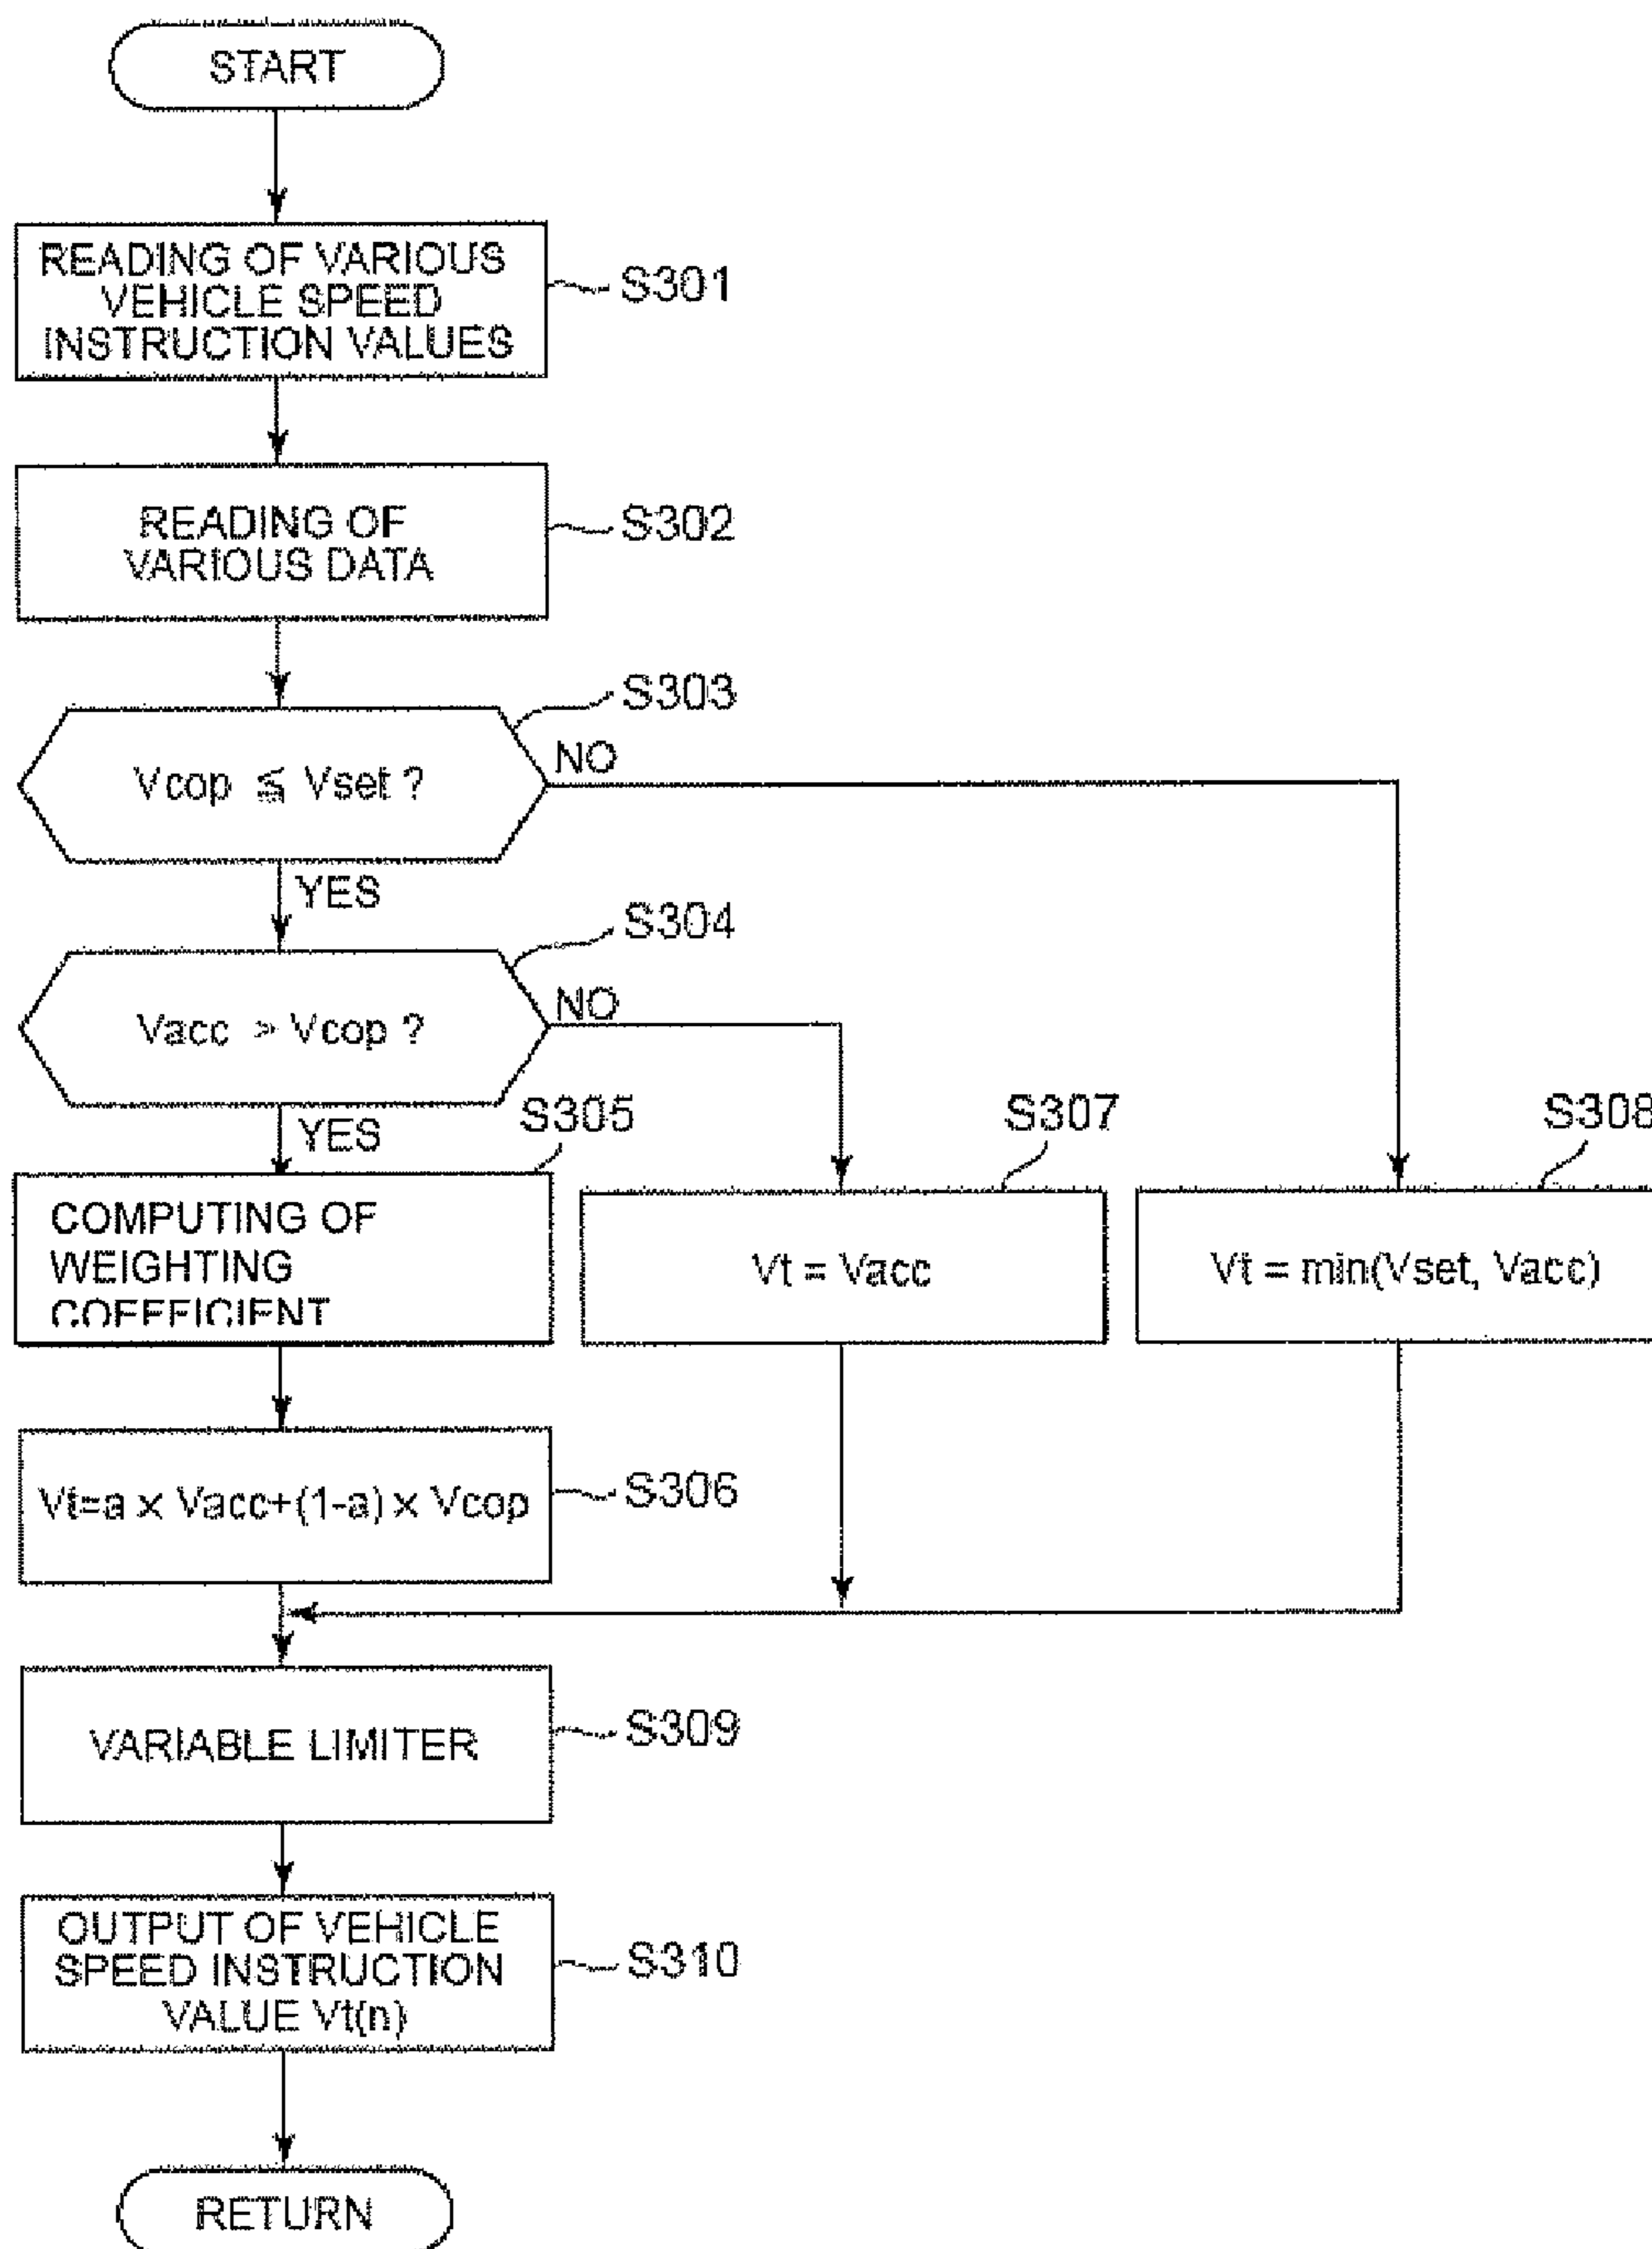 START
READING OF VARIOUS
VEHICLE SPEED
INSTRUCTION VALUES
S301
READING OF
VARIOUS DATA
S302
S303
Vcop ≦ Vset ?
NO
YES
S304
Vacc > Vcop ?
NO
YES
S305
COMPUTING OF
WEIGHTING
COEFFICIENT
S307
Vt = Vacc
S308
Vt = min(Vset, Vacc)
Vt=a × Vacc+(1-a) × Vcop
S306
VARIABLE LIMITER
S309
OUTPUT OF VEHICLE
SPEED INSTRUCTION
VALUE Vt(n)
S310
RETURN